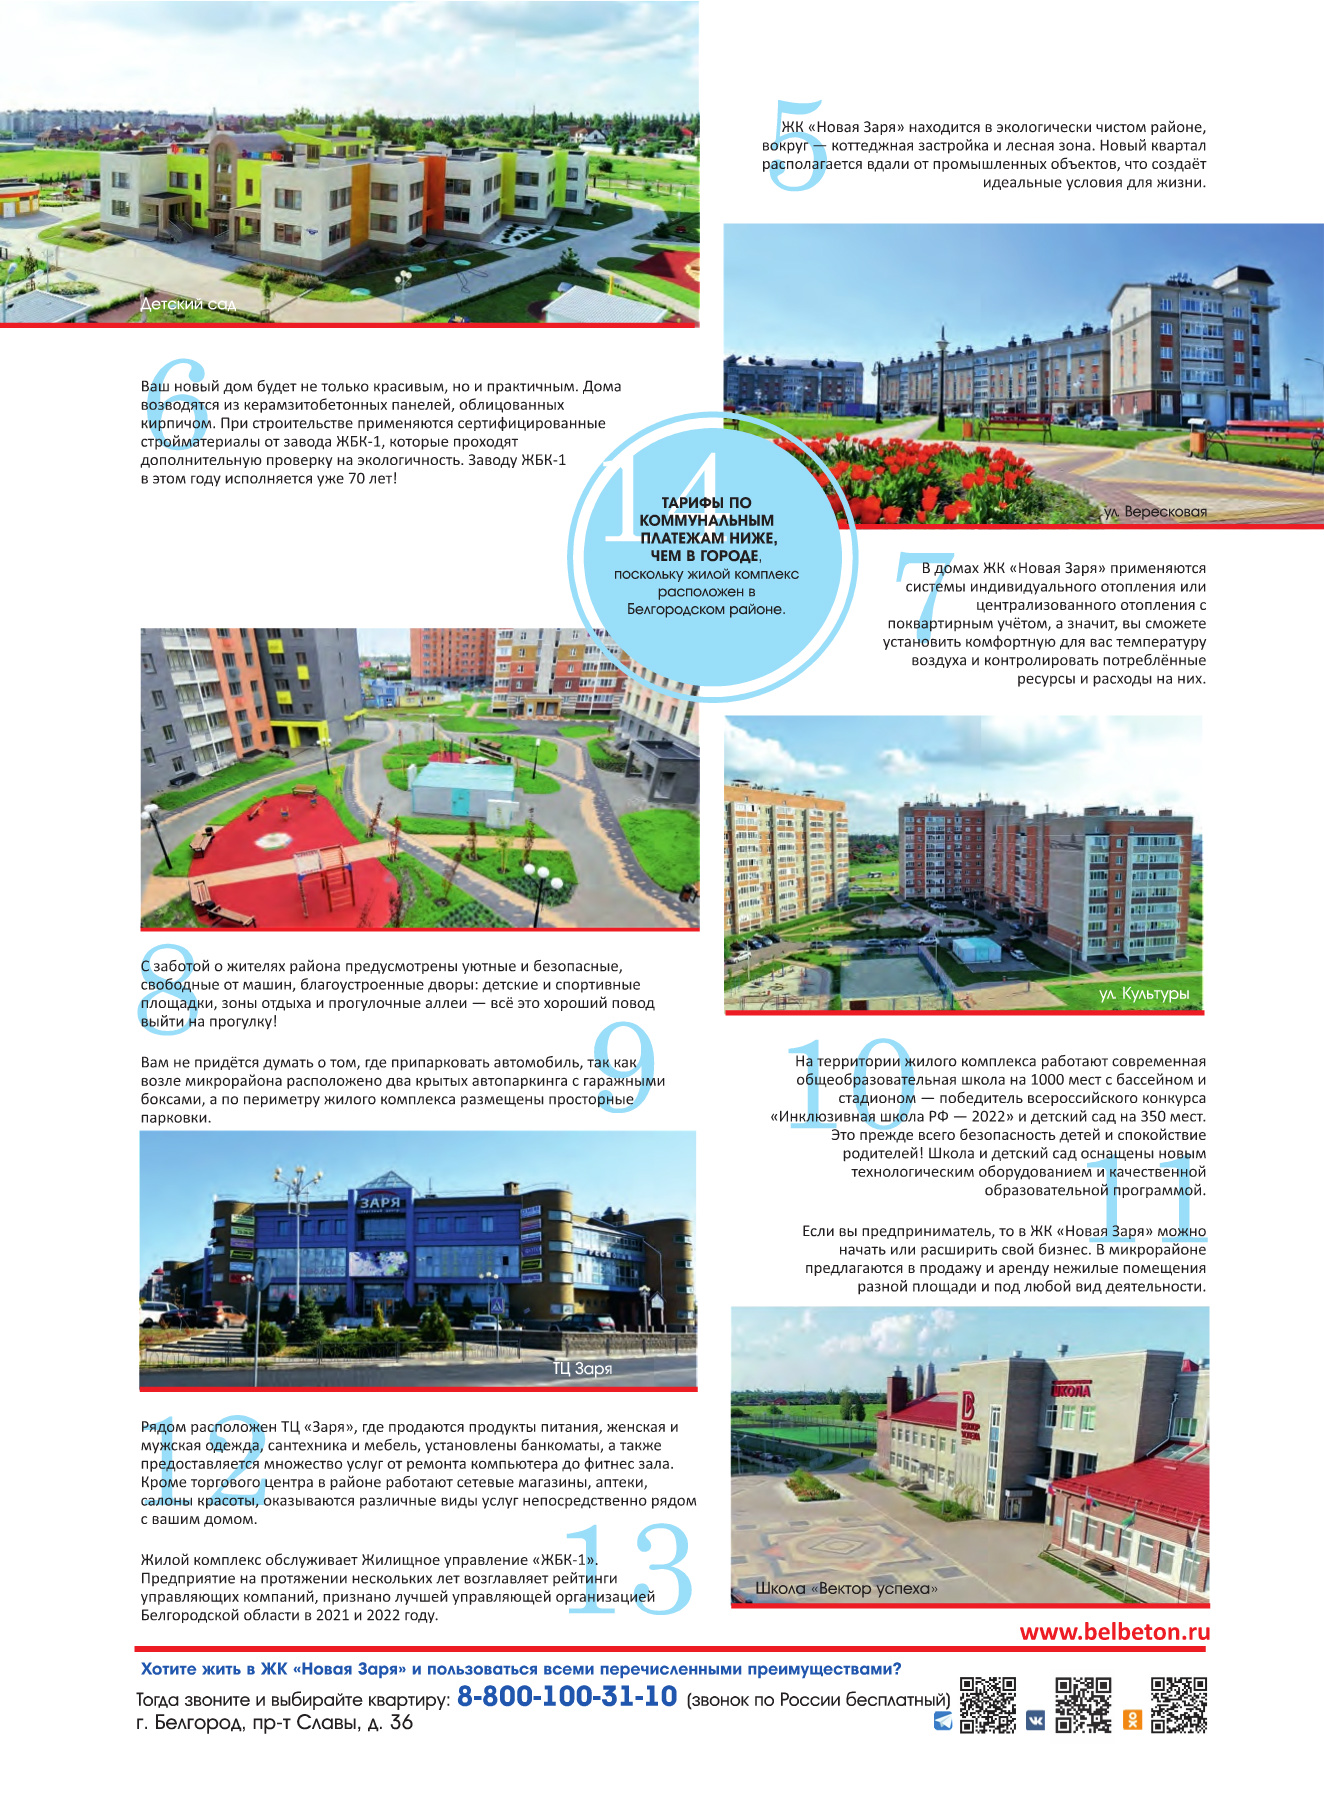 Детский сад
5
ЖК «Новая Заря» находится в экологически чистом районе,
вокруг — коттеджная застройка и лесная зона. Новый квартал
располагается вдали от промышленных объектов, что создаёт
идеальные условия для жизни.
ул. Вересковая
6
Ваш новый дом будет не только красивым, но и практичным. Дома
возводятся из керамзитобетонных панелей, облицованных
кирпичом. При строительстве применяются сертифицированные
стройматериалы от завода ЖБК-1, которые проходят
дополнительную проверку на экологичность. Заводу ЖБК-1
в этом году исполняется уже 70 лет!
14
ТАРИФЫ ПО
КОММУНАЛЬНЫМ
ПЛАТЕЖАМ НИЖЕ,
ЧЕМ В ГОРОДЕ,
поскольку жилой комплекс
расположен в
Белгородском районе.
7
В домах ЖК «Новая Заря» применяются
системы индивидуального отопления или
централизованного отопления с
поквартирным учётом, а значит, вы сможете
установить комфортную для вас температуру
воздуха и контролировать потреблённые
ресурсы и расходы на них.
ул. Культуры
8
С заботой о жителях района предусмотрены уютные и безопасные,
свободные от машин, благоустроенные дворы: детские и спортивные
площадки, зоны отдыха и прогулочные аллеи — всё это хороший повод
выйти на прогулку!
9
Вам не придётся думать о том, где припарковать автомобиль, так как
возле микрорайона расположено два крытых автопаркинга с гаражными
боксами, а по периметру жилого комплекса размещены просторные
парковки.
10
На территории жилого комплекса работают современная
общеобразовательная школа на 1000 мест с бассейном и
стадионом — победитель всероссийского конкурса
«Инклюзивная школа РФ — 2022» и детский сад на 350 мест.
Это прежде всего безопасность детей и спокойствие
родителей! Школа и детский сад оснащены новым
технологическим оборудованием и качественной
образовательной программой.
11
Если вы предприниматель, то в ЖК «Новая Заря» можно
начать или расширить свой бизнес. В микрорайоне
предлагаются в продажу и аренду нежилые помещения
разной площади и под любой вид деятельности.
ЗАРЯ
ТЦ Заря
12
Рядом расположен ТЦ «Заря», где продаются продукты питания, женская и
мужская одежда, сантехника и мебель, установлены банкоматы, а также
предоставляется множество услуг от ремонта компьютера до фитнес зала.
Кроме торгового центра в районе работают сетевые магазины, аптеки,
салоны красоты, оказываются различные виды услуг непосредственно рядом
с вашим домом.
13
Жилой комплекс обслуживает Жилищное управление «ЖБК-1».
Предприятие на протяжении нескольких лет возглавляет рейтинги
управляющих компаний, признано лучшей управляющей организацией
Белгородской области в 2021 и 2022 году.
ШКОЛА
ВЕКТОР
УСПЕХА
Школа «Вектор успеха»
www.belbeton.ru
Хотите жить в ЖК «Новая Заря» и пользоваться всеми перечисленными преимуществами?
Тогда звоните и выбирайте квартиру: 8-800-100-31-10 (звонок по России бесплатный)
г. Белгород, пр-т Славы, д. 36